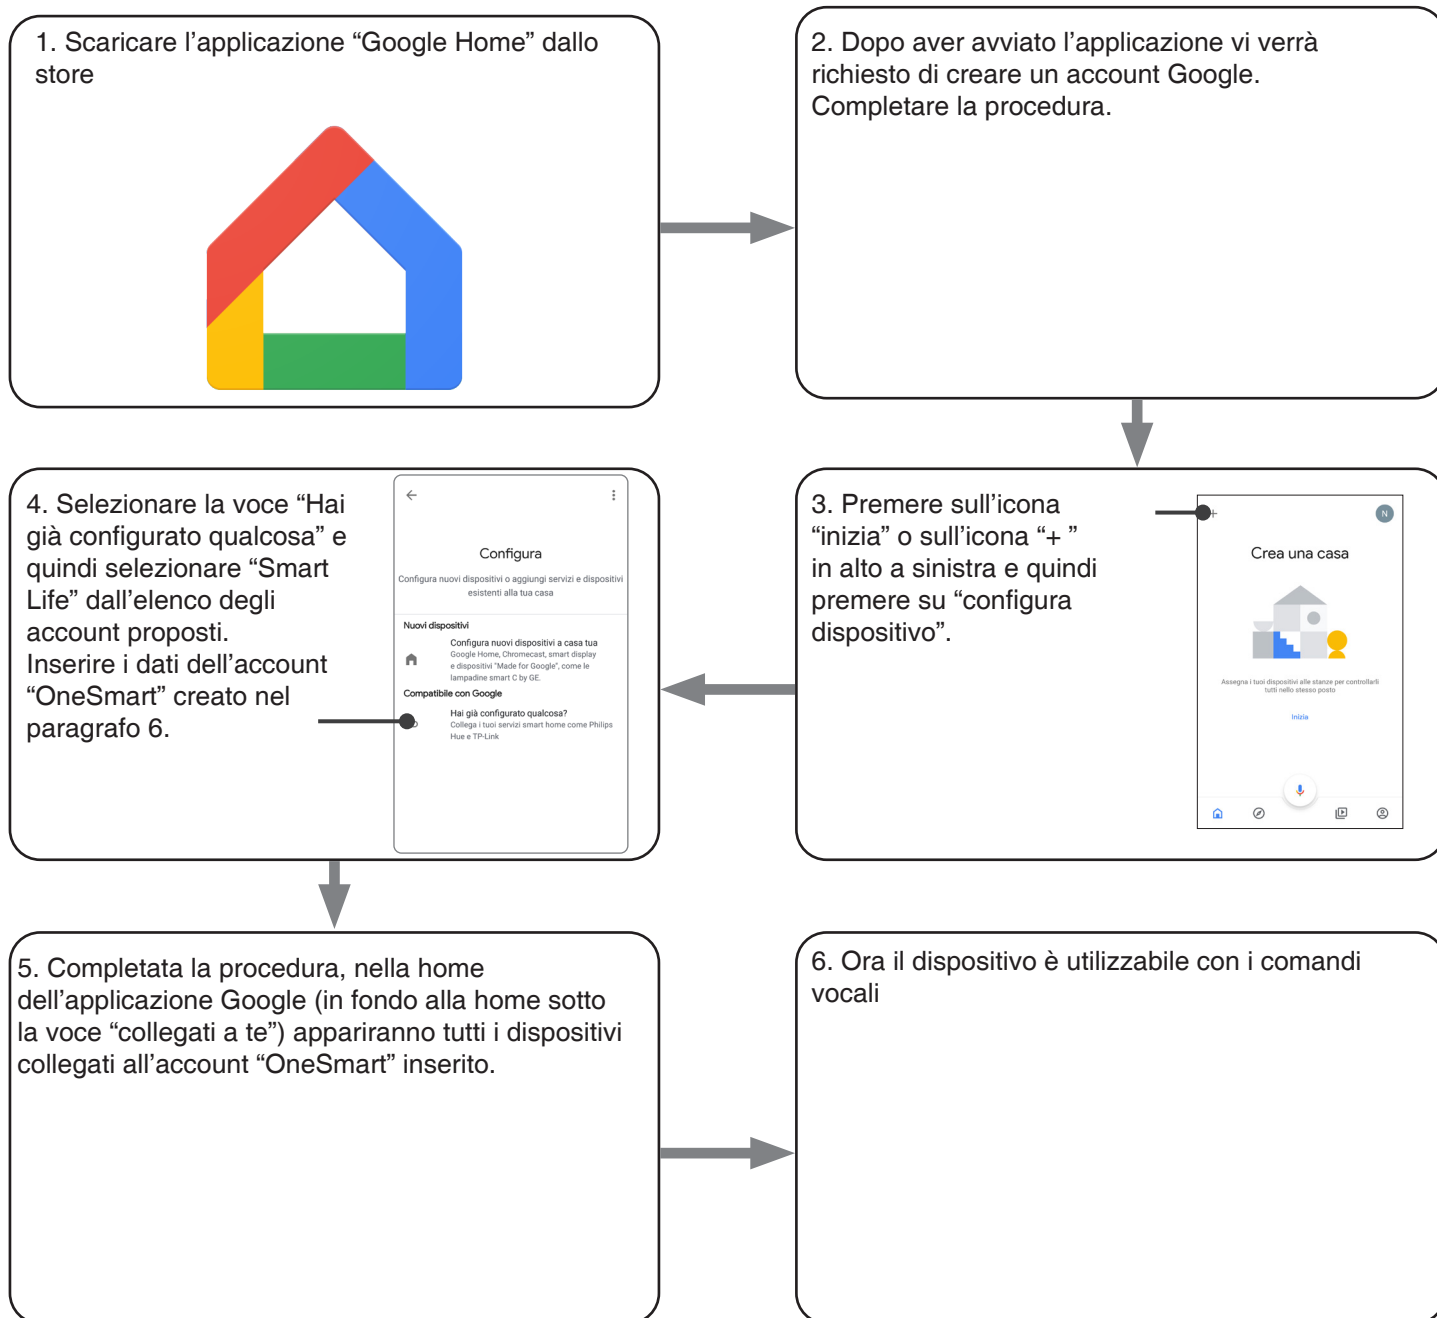 1. Scaricare l’applicazione “Google Home” dallo
store
2. Dopo aver avviato l’applicazione vi verrà
richiesto di creare un account Google.
Completare la procedura.
3. Premere sull’icona
“inizia” o sull’icona “+ ”
in alto a sinistra e quindi
premere su “configura
dispositivo”.
N
Crea una casa
Assegna i tuoi dispositivi alle stanze per controllarli
tutti nello stesso posto
Inizia
4. Selezionare la voce “Hai
già configurato qualcosa” e
quindi selezionare “Smart
Life” dall’elenco degli
account proposti.
Inserire i dati dell’account
“OneSmart” creato nel
paragrafo 6.
Configura
Configura nuovi dispositivi o aggiungi servizi e dispositivi
esistenti alla tua casa
Nuovi dispositivi
Configura nuovi dispositivi a casa tua
Google Home, Chromecast, smart display
e dispositivi "Made for Google", come le
lampadine smart C by GE.
Compatibile con Google
Hai già configurato qualcosa?
Collega i tuoi servizi smart home come Philips
Hue e TP-Link
5. Completata la procedura, nella home
dell’applicazione Google (in fondo alla home sotto
la voce “collegati a te”) appariranno tutti i dispositivi
collegati all’account “OneSmart” inserito.
6. Ora il dispositivo è utilizzabile con i comandi
vocali